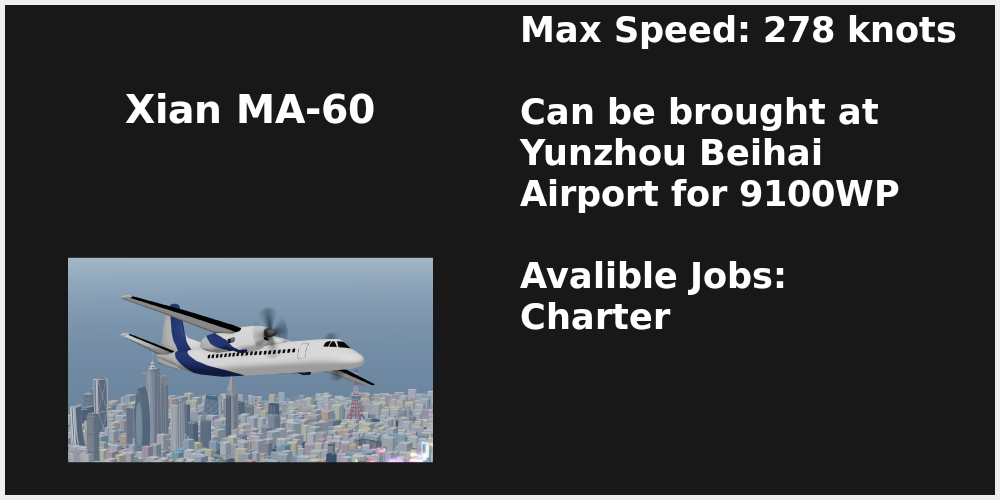 Xian MA-60
Max Speed: 278 knots
Can be brought at
Yunzhou Beihai
Airport for 9100WP
Avalible Jobs:
Charter